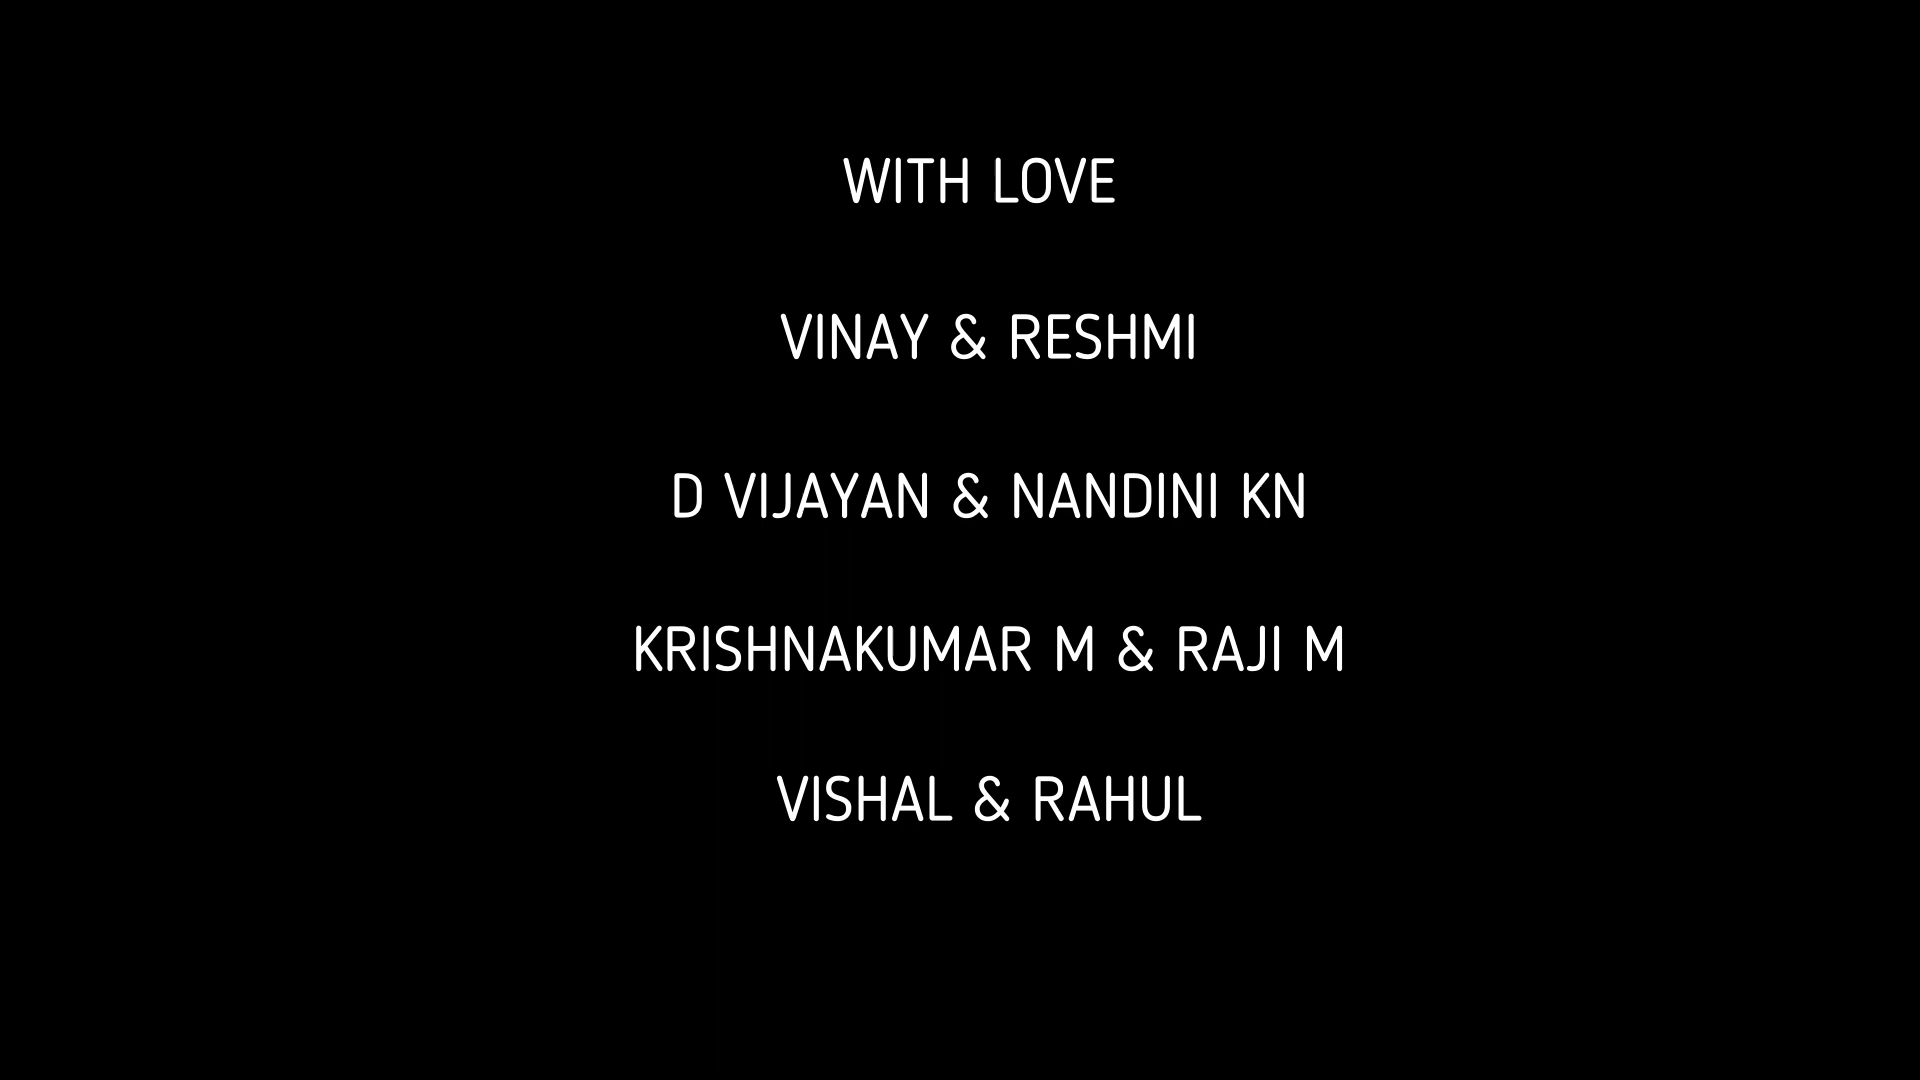 WITH LOVE
VINAY & RESHMI
D VIJAYAN & NANDINI KN
KRISHNAKUMAR M & RAJI M
VISHAL & RAHUL